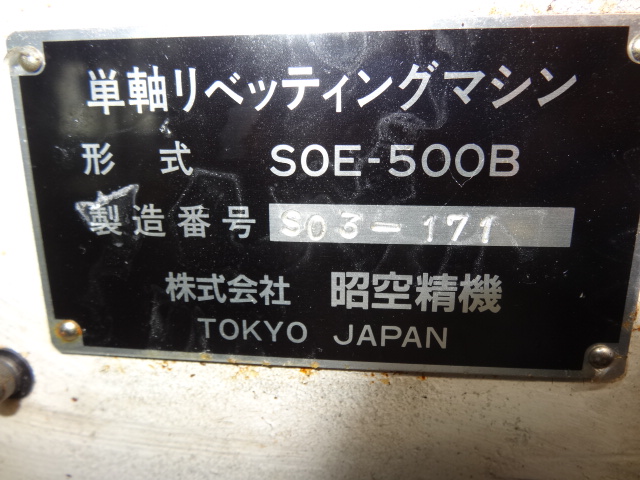 単軸リベッティングマシン
形式 SOE-500B
製造番号 S03-171
株式会社 昭空精機
TOKYO JAPAN